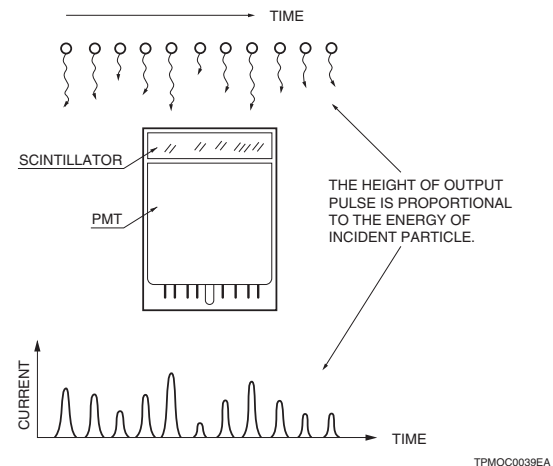 TIME
SCINTILLATOR
PMT
THE HEIGHT OF OUTPUT
PULSE IS PROPORTIONAL
TO THE ENERGY OF
INCIDENT PARTICLE.
CURRENT
TIME
TPMOC0039EA